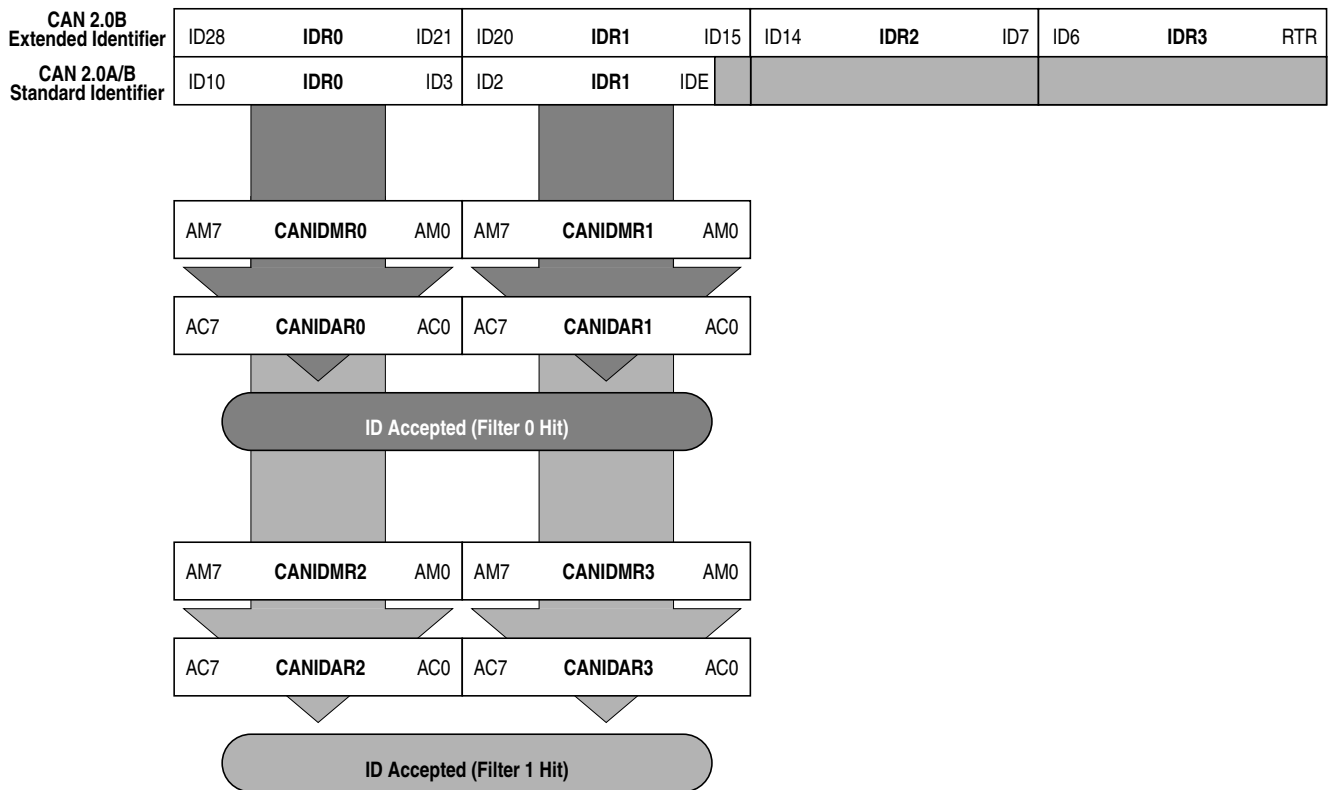 CAN 2.0B
Extended Identifier
ID28 IDR0 ID21 ID20 IDR1 ID15 ID14 IDR2 ID7 ID6 IDR3 RTR
CAN 2.0A/B
Standard Identifier
ID10 IDR0 ID3 ID2 IDR1 IDE
AM7 CANIDMR0 AM0 AM7 CANIDMR1 AM0
AC7 CANIDAR0 AC0 AC7 CANIDAR1 AC0
ID Accepted (Filter 0 Hit)
AM7 CANIDMR2 AM0 AM7 CANIDMR3 AM0
AC7 CANIDAR2 AC0 AC7 CANIDAR3 AC0
ID Accepted (Filter 1 Hit)